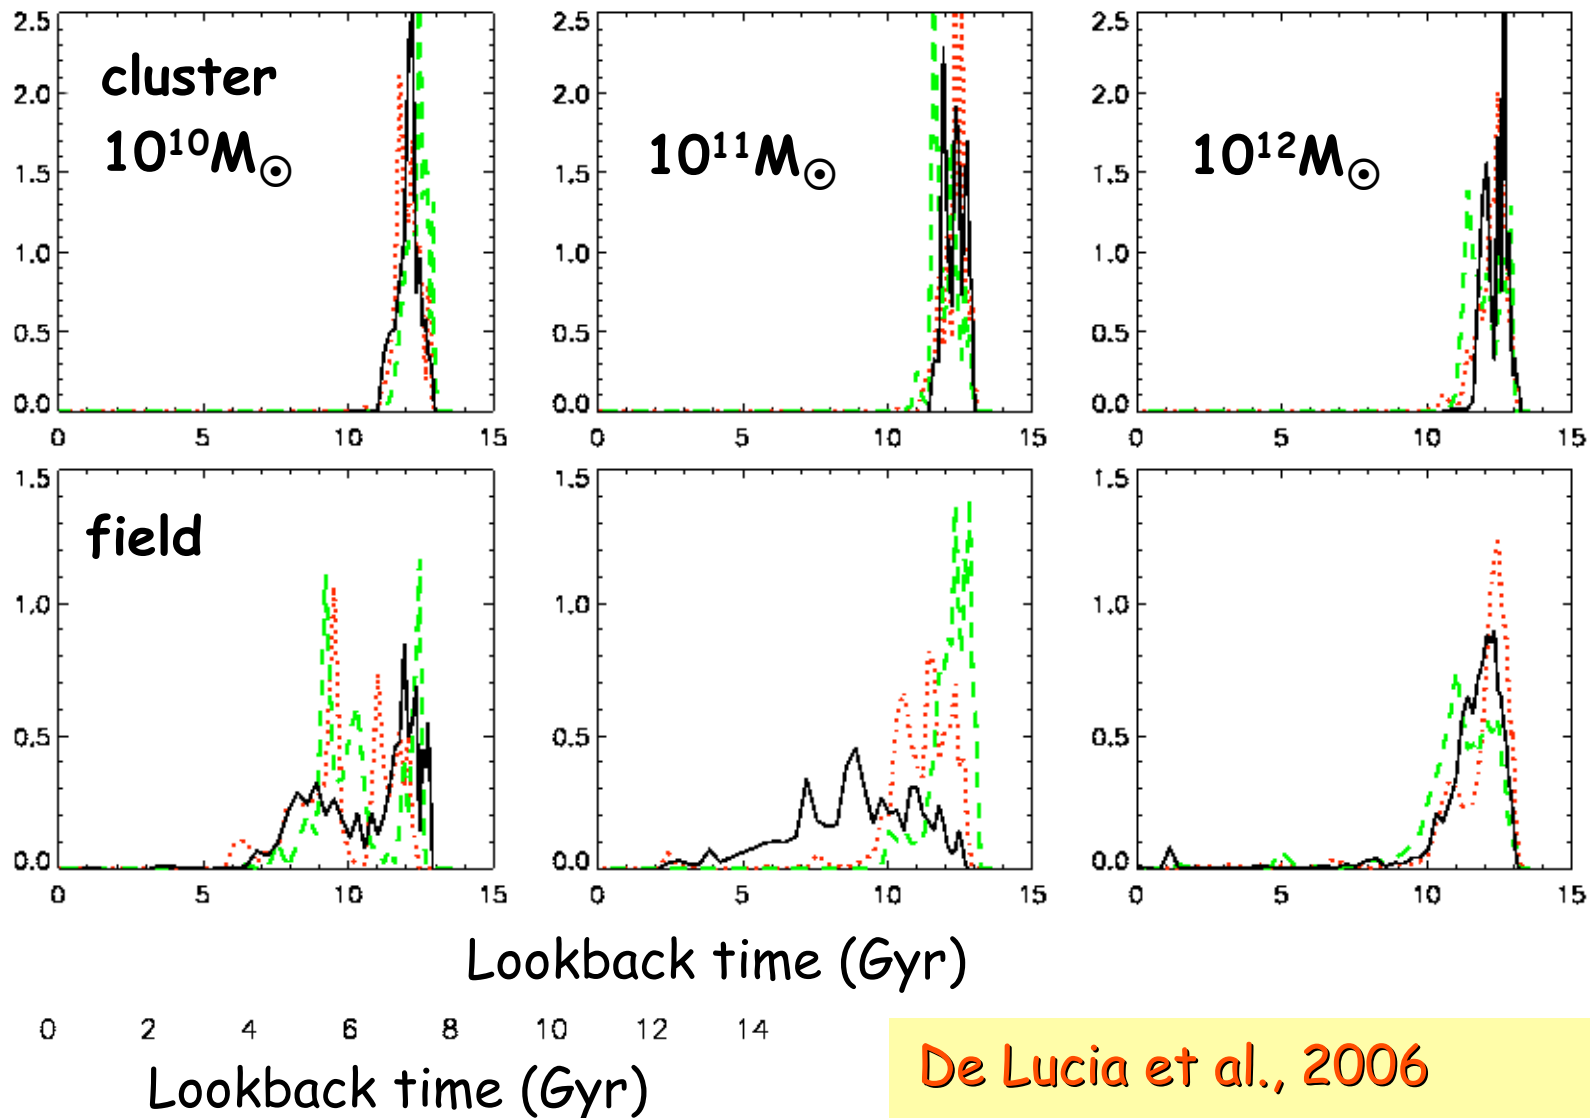 2.5 2.5 2.5
cluster
2.0 2.0 2.0
10¹⁰M☉ 10¹¹M☉ 10¹²M☉
1.5 1.5 1.5
1.0 1.0 1.0
0.5 0.5 0.5
0.0 0.0 0.0
0 5 10 15 0 5 10 15 0 5 10 15
1.5 1.5 1.5
field
1.0 1.0 1.0
0.5 0.5 0.5
0.0 0.0 0.0
0 5 10 15 0 5 10 15 0 5 10 15
Lookback time (Gyr)
0 2 4 6 8 10 12 14
Lookback time (Gyr)
De Lucia et al., 2006